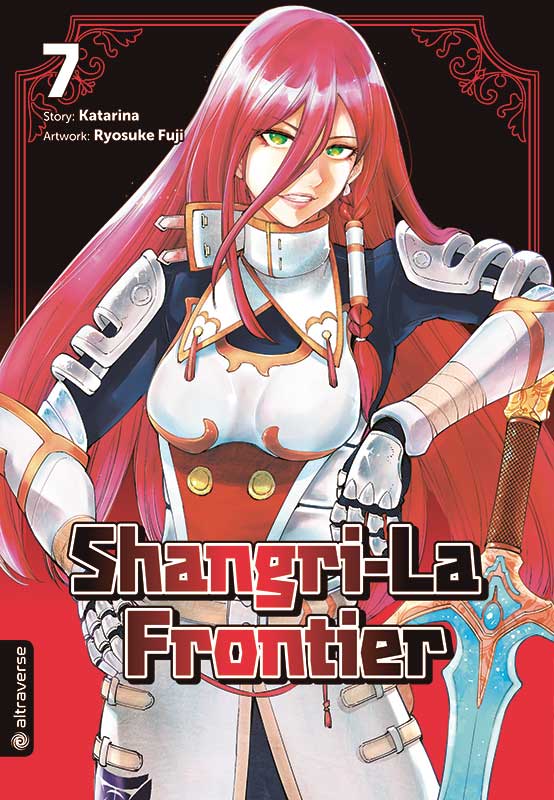 7
Story: Katarina
Artwork: Ryosuke Fuji
Shangri-La
Frontier
altraverse